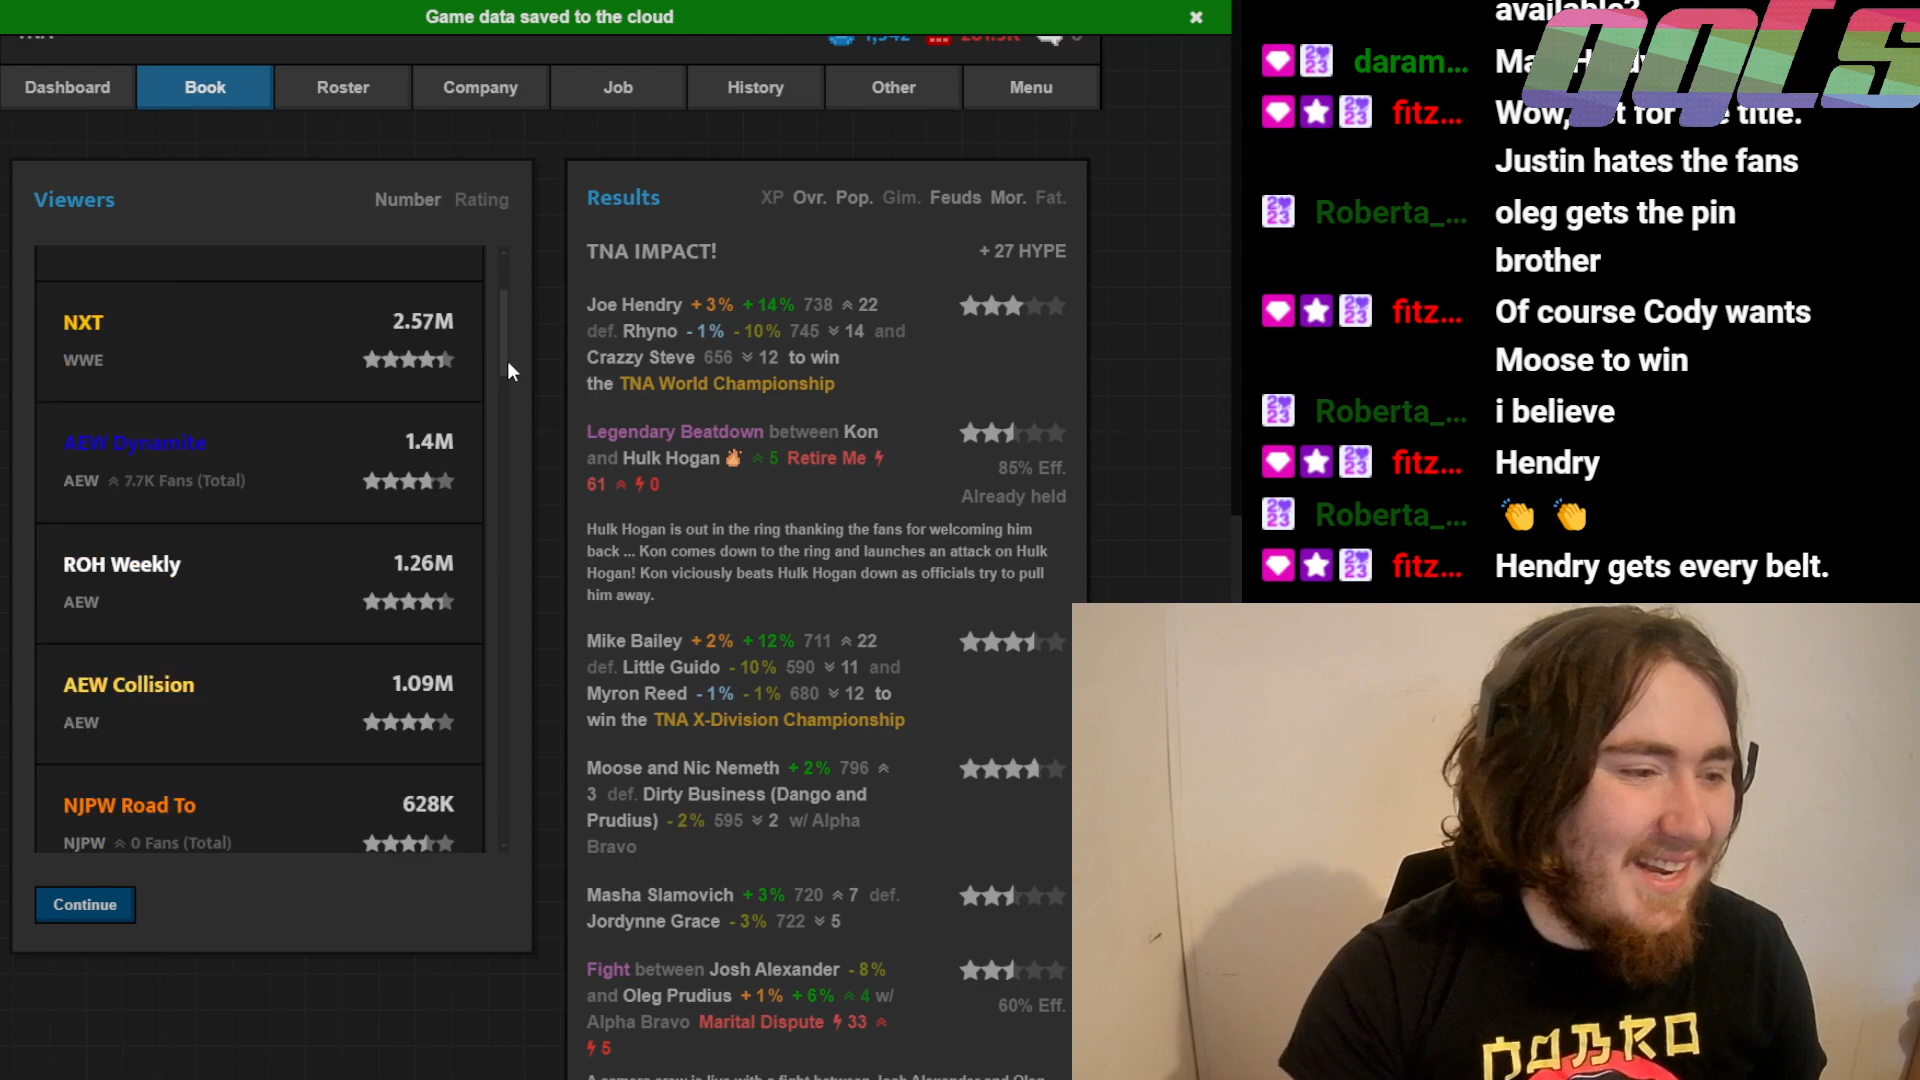 Game data saved to the cloud
Dashboard Book Roster Company Job History Other Menu
Viewers Number Rating
NXT 2.57M
WWE
AEW Dynamite 1.4M
AEW 7.7K Fans (Total)
ROH Weekly 1.26M
AEW
AEW Collision 1.09M
AEW
NJPW Road To 628K
NJPW 0 Fans (Total)
Continue
Results XP Ovr. Pop. Gim. Feuds Mor. Fat.
TNA IMPACT! + 27 HYPE
Joe Hendry + 3% + 14% 738 22
def. Rhyno - 1% - 10% 745 14 and
Crazzy Steve 656 12 to win
the TNA World Championship
Legendary Beatdown between Kon
and Hulk Hogan 🔥 5 Retire Me
61 0
85% Eff.
Already held
Hulk Hogan is out in the ring thanking the fans for welcoming him
back ... Kon comes down to the ring and launches an attack on Hulk
Hogan! Kon viciously beats Hulk Hogan down as officials try to pull
him away.
Mike Bailey + 2% + 12% 711 22
def. Little Guido - 10% 590 11 and
Myron Reed - 1% - 1% 680 12 to
win the TNA X-Division Championship
Moose and Nic Nemeth + 2% 796
3 def. Dirty Business (Dango and
Prudius) - 2% 595 2 w/ Alpha
Bravo
Masha Slamovich + 3% 720 7 def.
Jordynne Grace - 3% 722 5
Fight between Josh Alexander - 8%
and Oleg Prudius + 1% + 6% 4 w/
Alpha Bravo Marital Dispute 33
5
60% Eff.
available?
daram...
fitz... Wow, for title.
Justin hates the fans
Roberta_... oleg gets the pin
brother
fitz... Of course Cody wants
Moose to win
Roberta_... i believe
fitz... Hendry
Roberta_... 👏 👏
fitz... Hendry gets every belt.